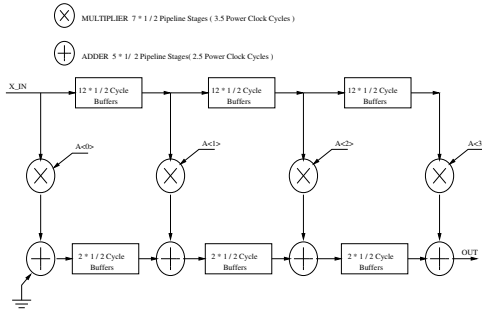 MULTIPLIER 7 * 1 / 2 Pipeline Stages ( 3.5 Power Clock Cycles )
ADDER 5 * 1/ 2 Pipeline Stages( 2.5 Power Clock Cycles )
X_IN
12 * 1 / 2 Cycle
Buffers
12 * 1 / 2 Cycle
Buffers
12 * 1 / 2 Cycle
Buffers
A<0>
A<1>
A<2>
A<3
2 * 1 / 2 Cycle
Buffers
2 * 1 / 2 Cycle
Buffers
2 * 1 / 2 Cycle
Buffers
OUT